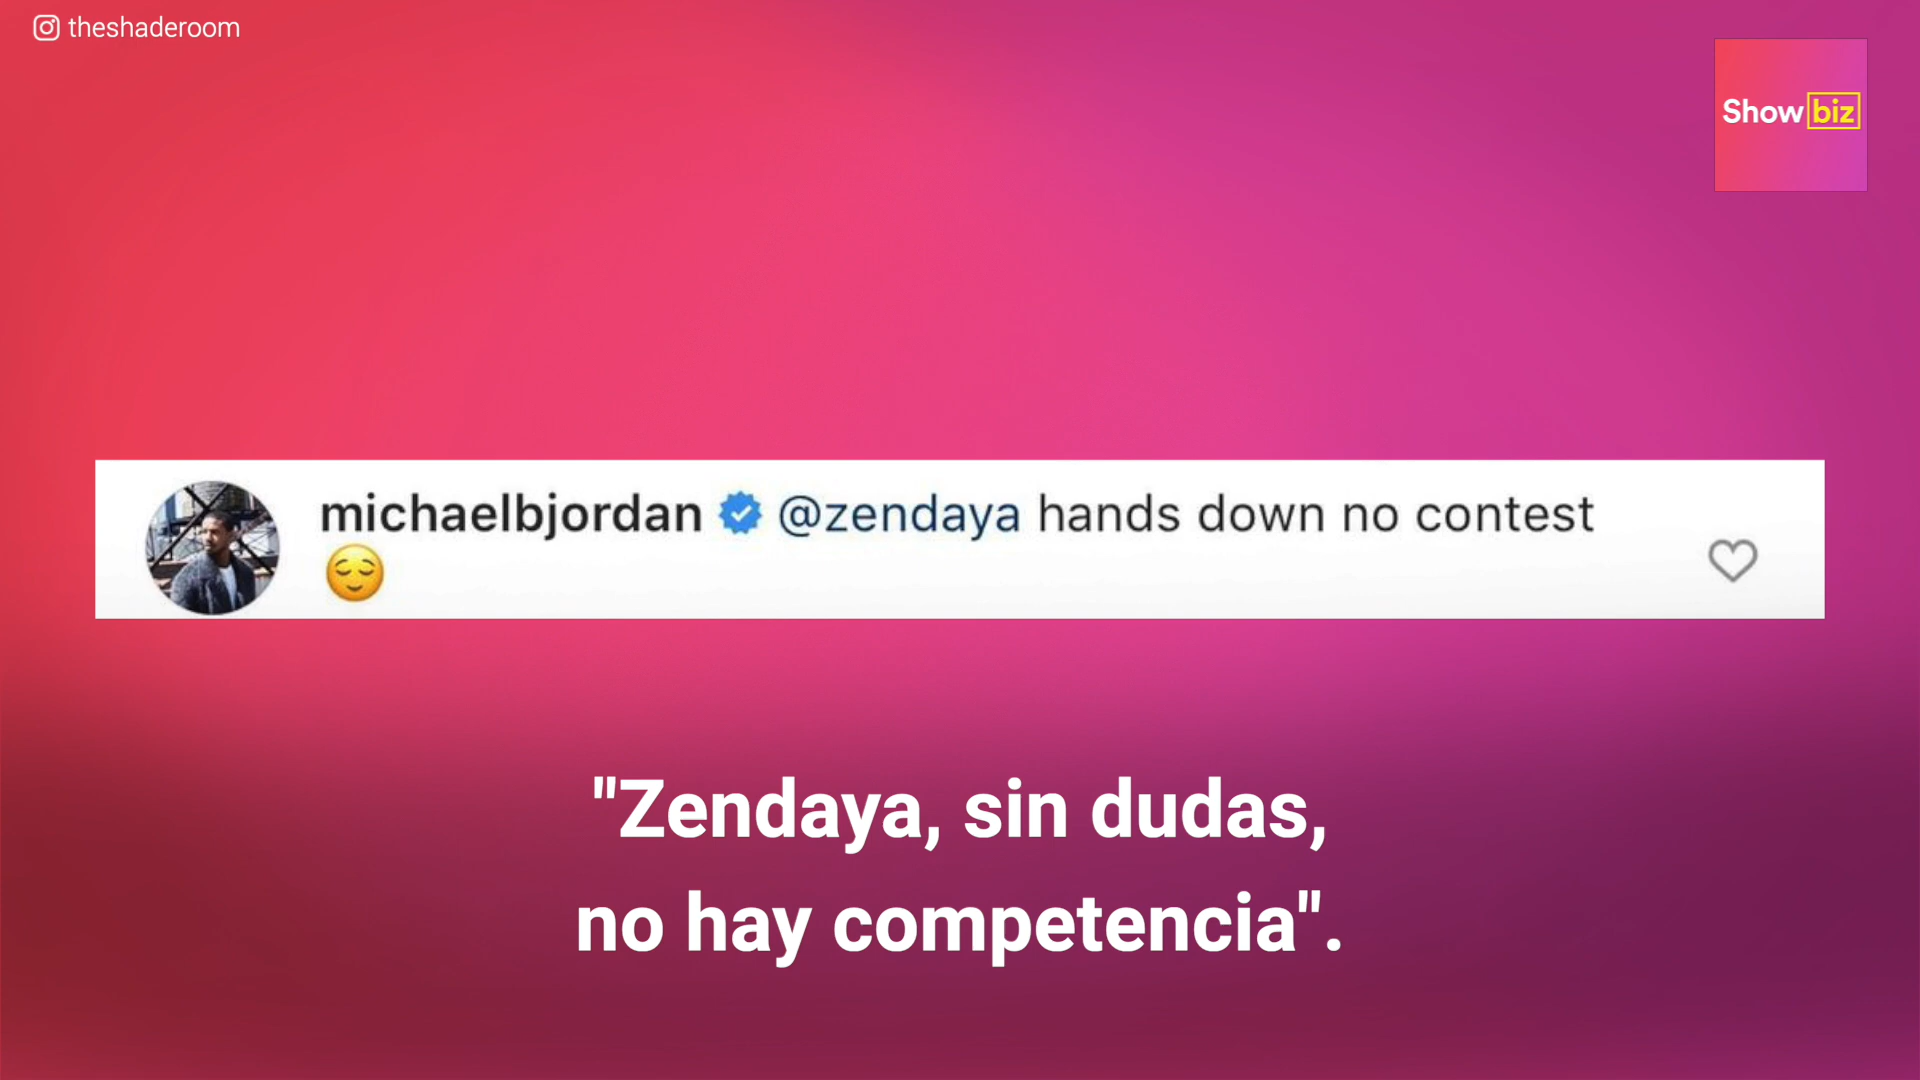 theshaderoom
Show biz
michaelbjordan @zendaya hands down no contest
😌
"Zendaya, sin dudas,
no hay competencia".